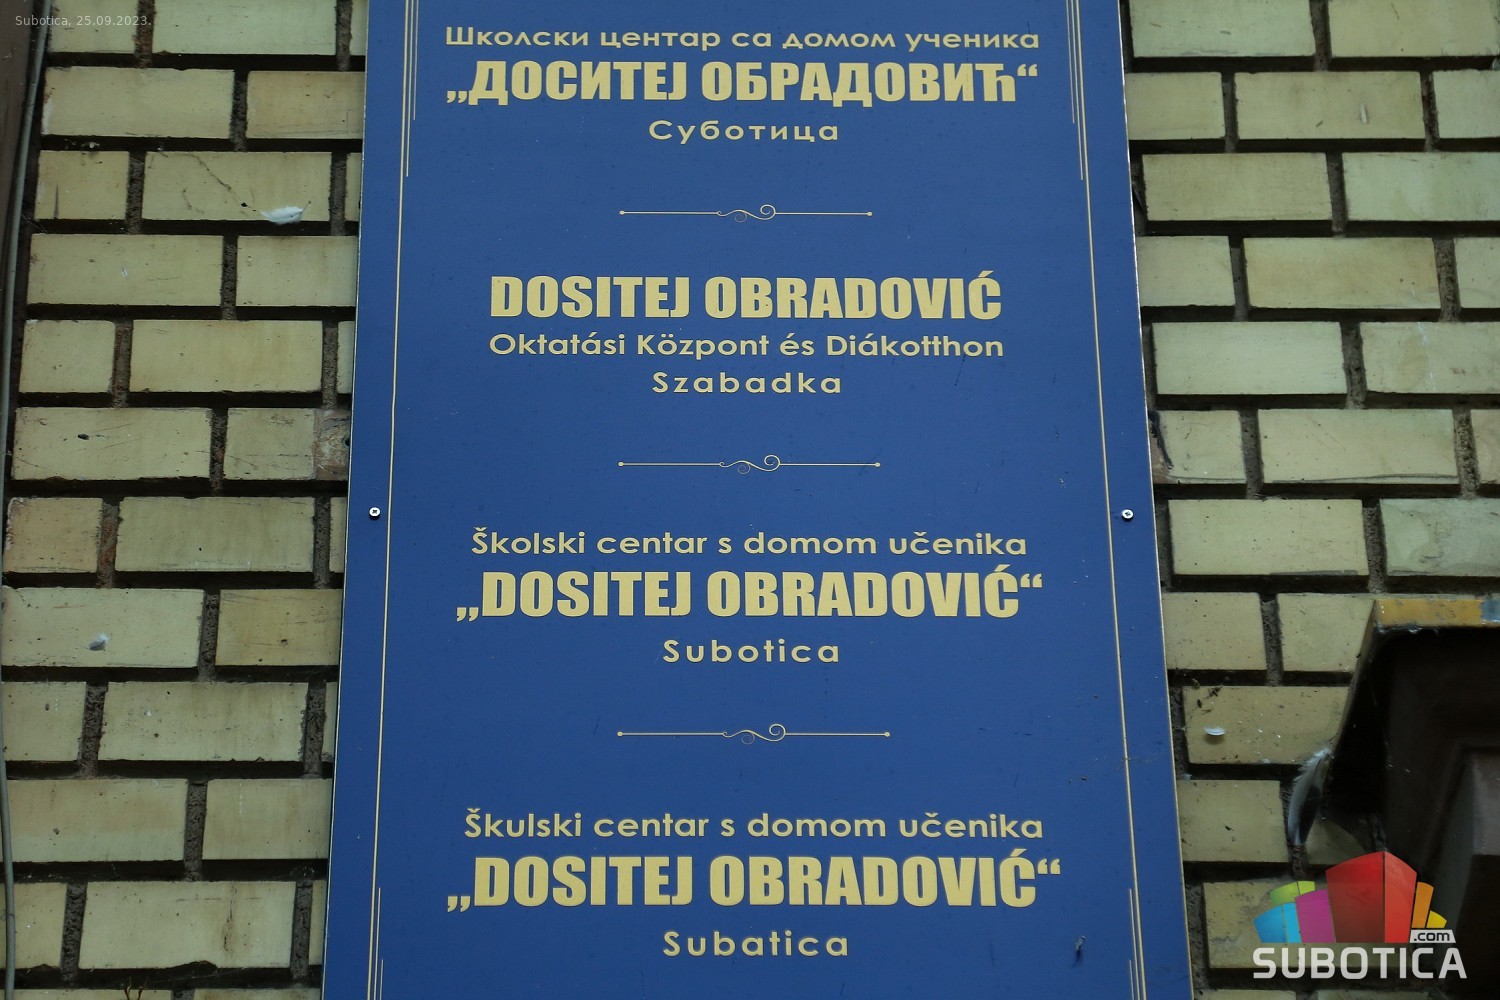 Subotica, 25.09.2023.
Школски центар са домом ученика
„ДОСИТЕЈ ОБРАДОВИЋ“
Суботица
DOSITEJ OBRADOVIĆ
Oktatási Központ és Diákotthon
Szabadka
Školski centar s domom učenika
„DOSITEJ OBRADOVIĆ“
Subotica
Škulski centar s domom učenika
„DOSITEJ OBRADOVIĆ“
Subatica
.com
SUBOTICA